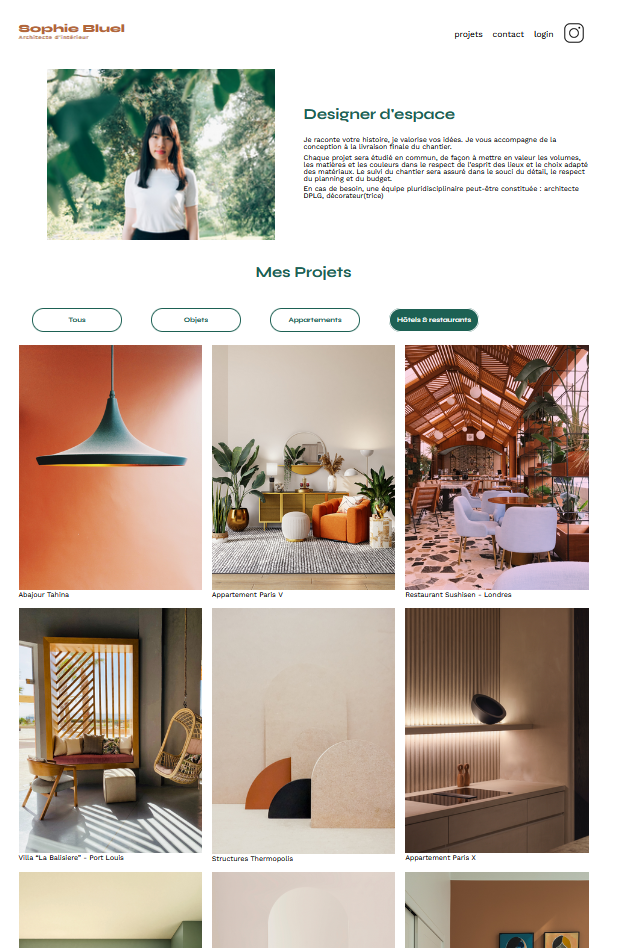 Sophie Bluel
Architecte d'intérieur
projets contact login
Designer d'espace
Je raconte votre histoire, je valorise vos idées. Je vous accompagne de la
conception à la livraison finale du chantier.
Chaque projet sera étudié en commun, de façon à mettre en valeur les volumes,
les matières et les couleurs dans le respect de l'esprit des lieux et le choix adapté
des matériaux. Le suivi du chantier sera assuré dans le souci du détail, le respect
du planning et du budget.
En cas de besoin, une équipe pluridisciplinaire peut-être constituée : architecte
DPLG, décorateur(trice)
Mes Projets
Tous Objets Appartements Hôtels & restaurants
Abajour Tahina
Appartement Paris V
Restaurant Sushisen - Londres
Villa “La Balisiere” - Port Louis
Structures Thermopolis
Appartement Paris X